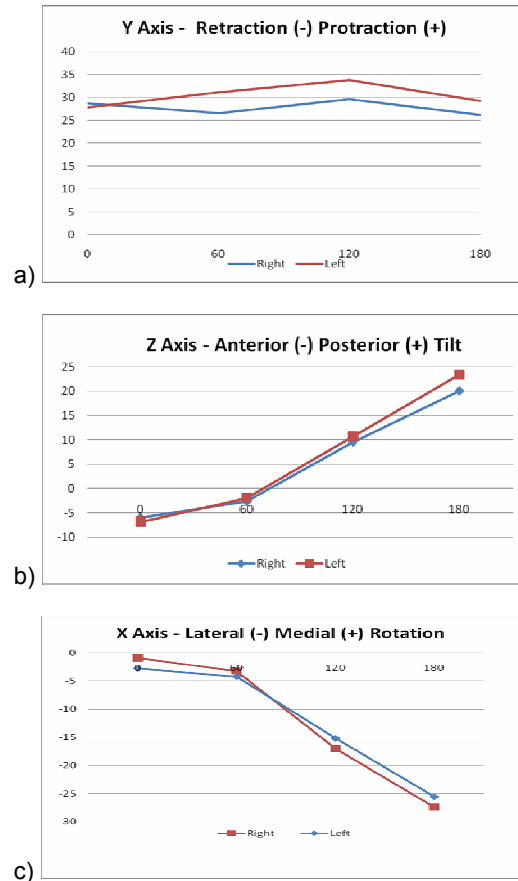 Y Axis - Retraction (-) Protraction (+)
40
35
30
25
20
15
10
5
0
0 60 120 180
Right Left
a)
Z Axis - Anterior (-) Posterior (+) Tilt
25
20
15
10
5
0
-5
-10
0 60 120 180
Right Left
b)
X Axis - Lateral (-) Medial (+) Rotation
0
-5
-10
-15
-20
-25
30
0 60 120 180
Right Left
c)